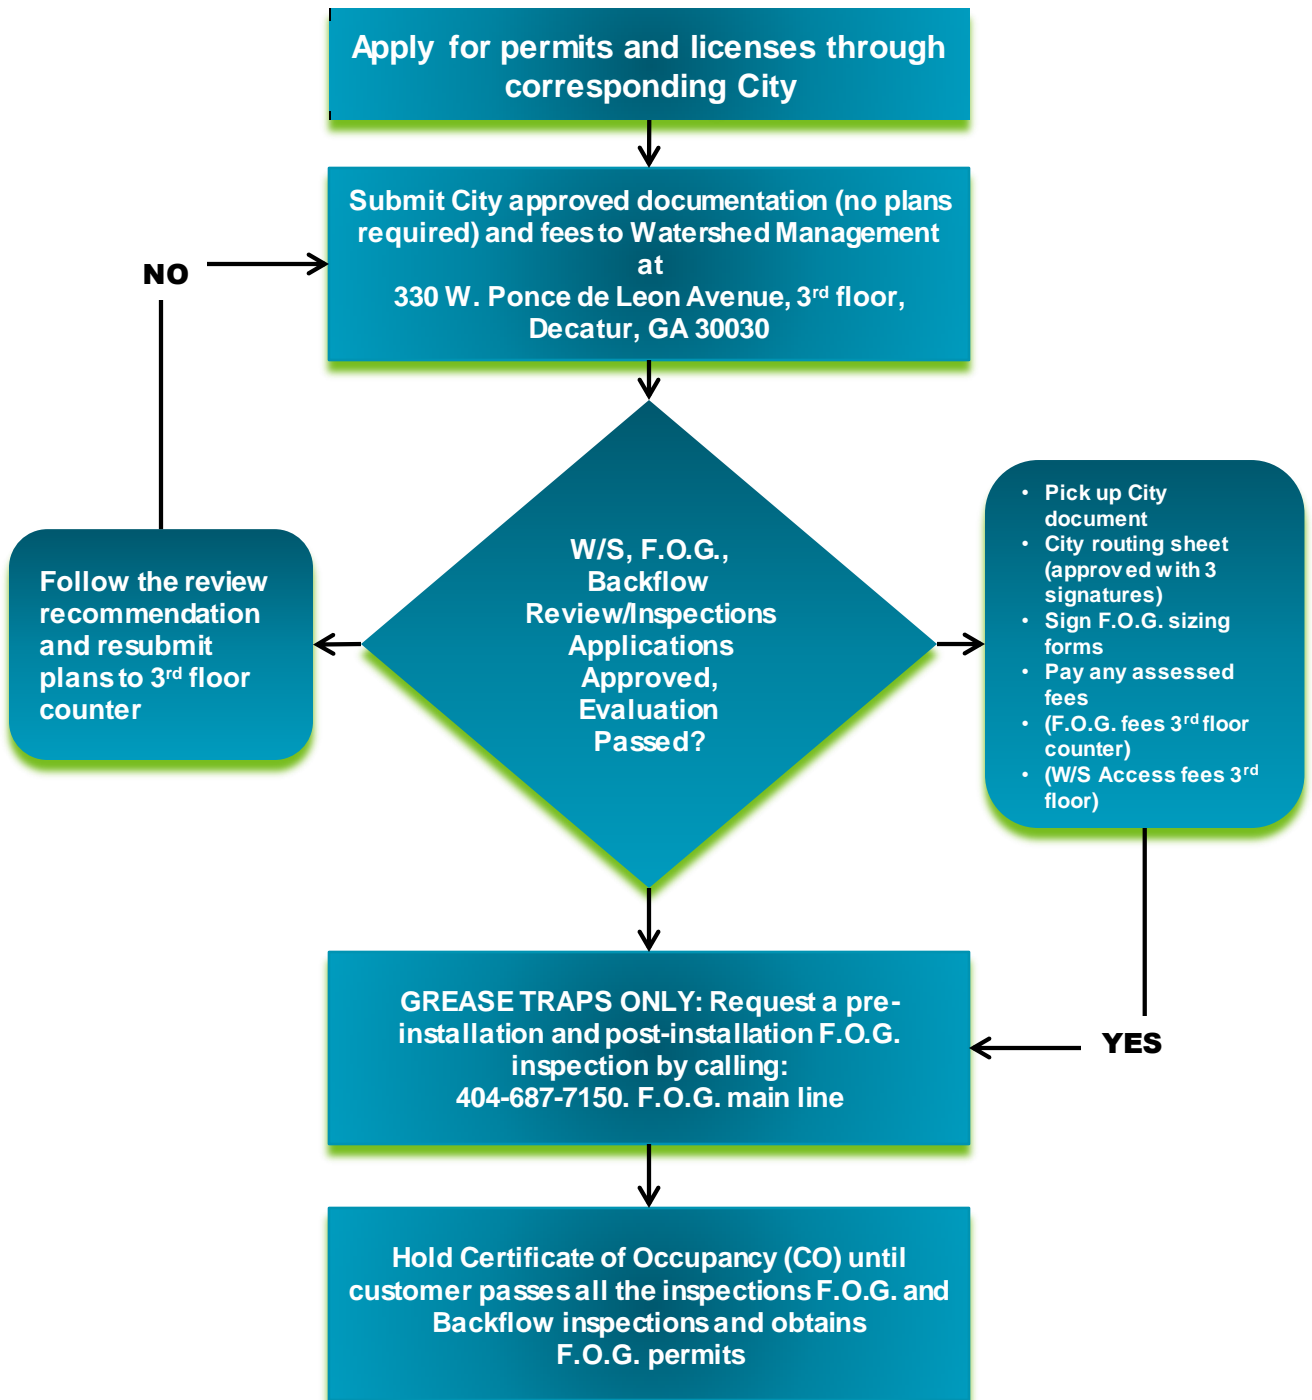 Apply for permits and licenses through
corresponding City
Submit City approved documentation (no plans
required) and fees to Watershed Management
at
330 W. Ponce de Leon Avenue, 3rd floor,
Decatur, GA 30030
NO
W/S, F.O.G.,
Backflow
Review/Inspections
Applications
Approved,
Evaluation
Passed?
Follow the review
recommendation
and resubmit
plans to 3rd floor
counter
• Pick up City
document
• City routing sheet
(approved with 3
signatures)
• Sign F.O.G. sizing
forms
• Pay any assessed
fees
• (F.O.G. fees 3rd floor
counter)
• (W/S Access fees 3rd
floor)
YES
GREASE TRAPS ONLY: Request a pre-
installation and post-installation F.O.G.
inspection by calling:
404-687-7150. F.O.G. main line
Hold Certificate of Occupancy (CO) until
customer passes all the inspections F.O.G. and
Backflow inspections and obtains
F.O.G. permits